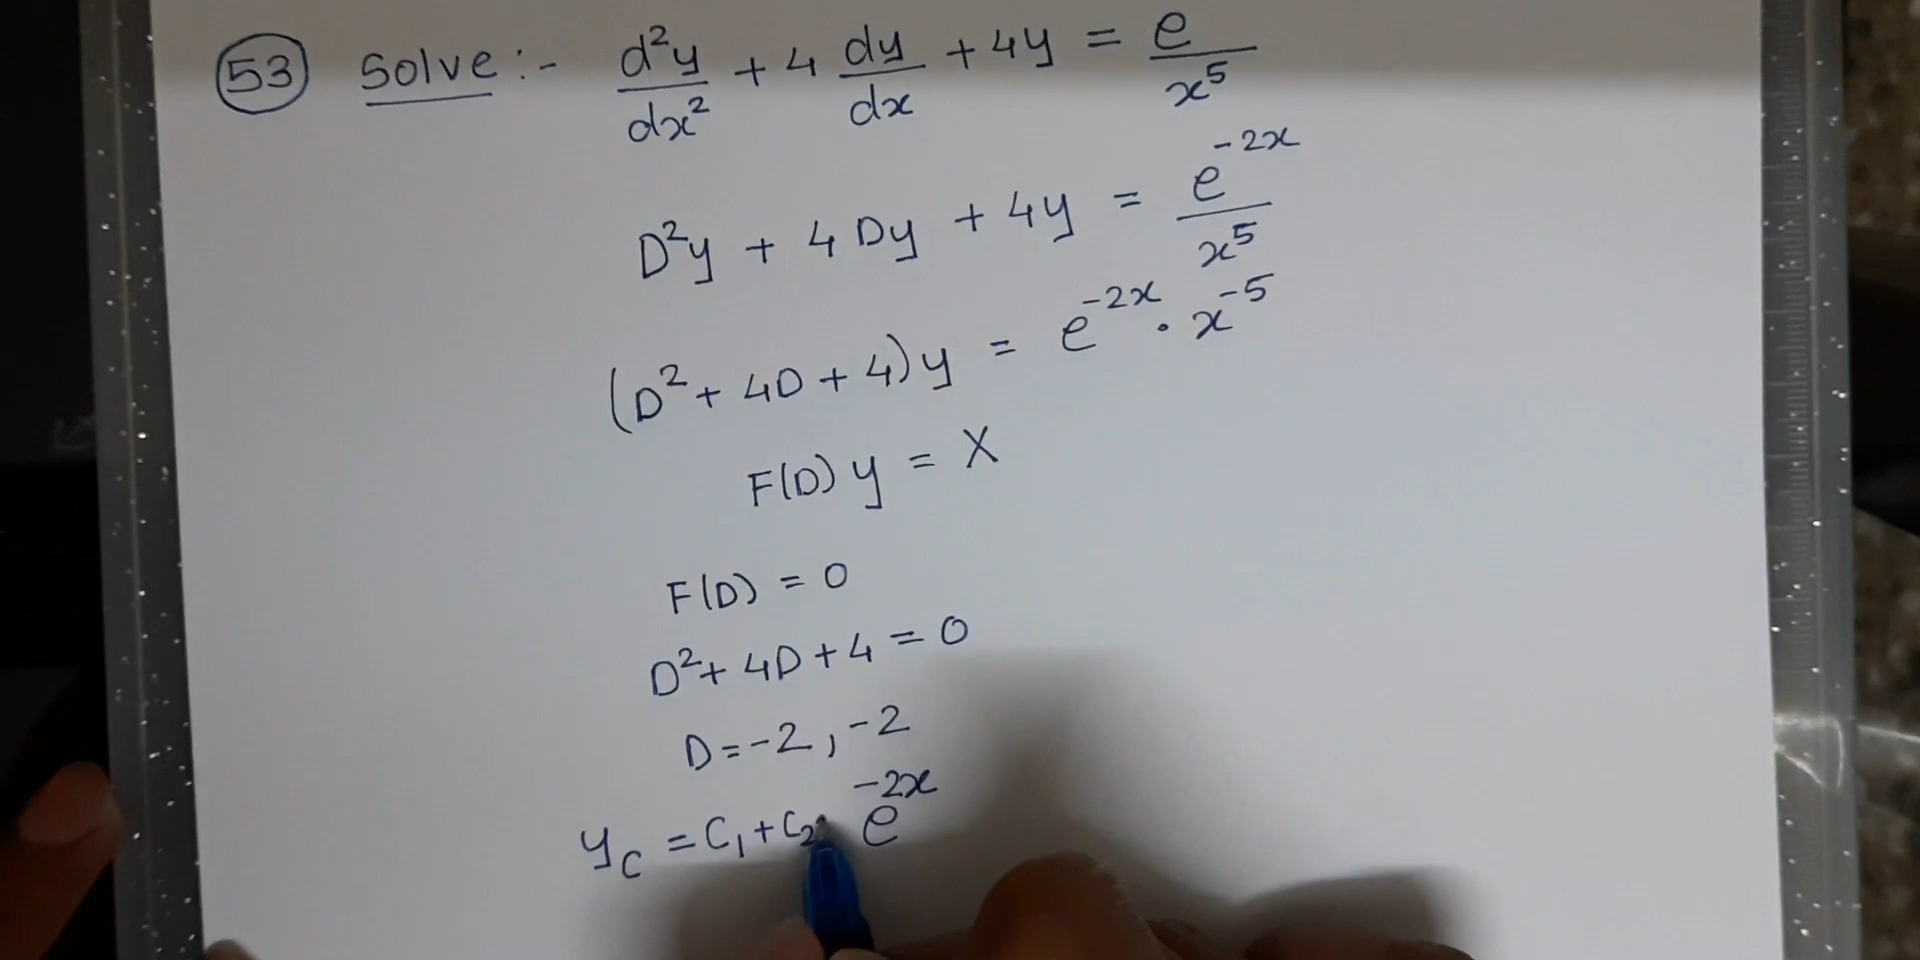 53 Solve :- d²y/dx² + 4 dy/dx + 4y = e/x⁵
D²y + 4Dy + 4y = e⁻²ˣ/x⁵
(D² + 4D + 4)y = e⁻²ˣ · x⁻⁵
F(D) y = X
F(D) = 0
D² + 4D + 4 = 0
D = -2, -2
y_C = C₁ + C₂ e⁻²ˣ